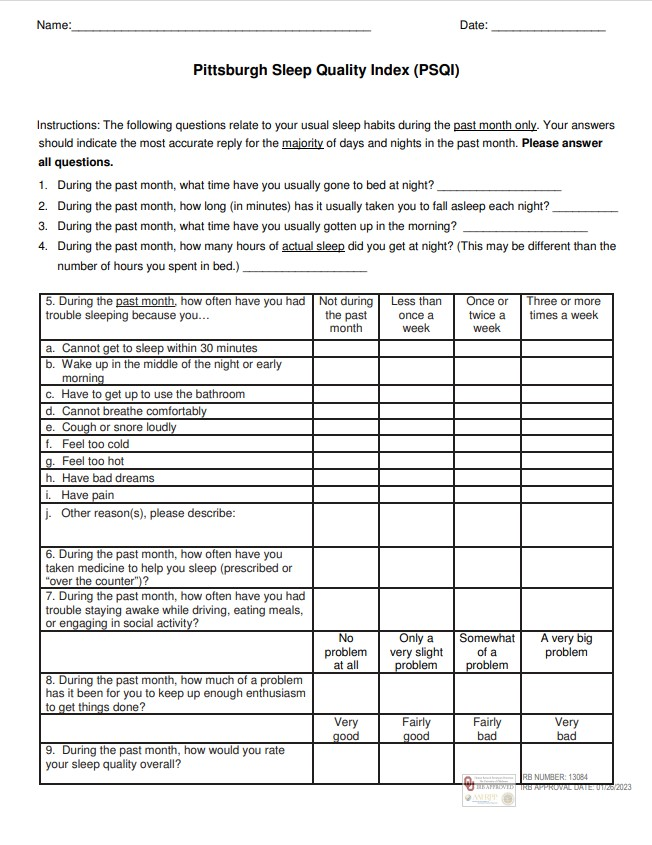 Name:_______________________________________________ Date: __________________
Pittsburgh Sleep Quality Index (PSQI)
Instructions: The following questions relate to your usual sleep habits during the past month only. Your answers
should indicate the most accurate reply for the majority of days and nights in the past month. Please answer
all questions.
1. During the past month, what time have you usually gone to bed at night? ___________________
2. During the past month, how long (in minutes) has it usually taken you to fall asleep each night? __________
3. During the past month, what time have you usually gotten up in the morning? ___________________
4. During the past month, how many hours of actual sleep did you get at night? (This may be different than the
number of hours you spent in bed.) ___________________
5. During the past month, how often have you had
trouble sleeping because you…
Not during
the past
month
Less than
once a
week
Once or
twice a
week
Three or more
times a week
a. Cannot get to sleep within 30 minutes
b. Wake up in the middle of the night or early
morning
c. Have to get up to use the bathroom
d. Cannot breathe comfortably
e. Cough or snore loudly
f. Feel too cold
g. Feel too hot
h. Have bad dreams
i. Have pain
j. Other reason(s), please describe:
6. During the past month, how often have you
taken medicine to help you sleep (prescribed or
“over the counter”)?
7. During the past month, how often have you had
trouble staying awake while driving, eating meals,
or engaging in social activity?
No
problem
at all
Only a
very slight
problem
Somewhat
of a
problem
A very big
problem
8. During the past month, how much of a problem
has it been for you to keep up enough enthusiasm
to get things done?
Very
good
Fairly
good
Fairly
bad
Very
bad
9. During the past month, how would you rate
your sleep quality overall?
IRB APPROVED
IRB NUMBER: 13084
IRB APPROVAL DATE: 01/26/2023